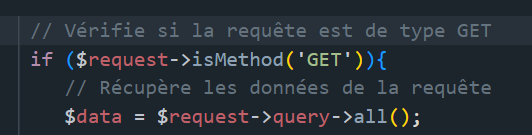 // Vérifie si la requête est de type GET
if ($request->isMethod('GET')){
// Récupère les données de la requête
$data = $request->query->all();